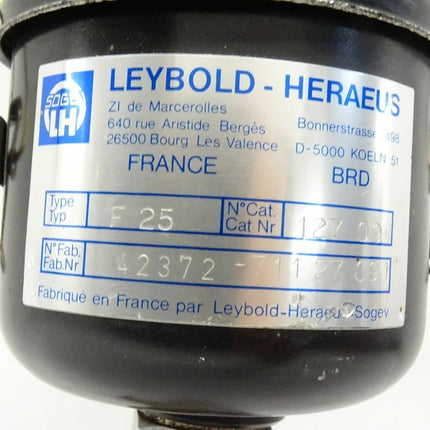 SOGEV
LH
LEYBOLD - HERAEUS
ZI de Marcerolles
640 rue Aristide Bergès
26500 Bourg Les Valence
FRANCE
Bonnerstrasse 498
D-5000 KOELN 51
BRD
Type
Typ
F 25
N° Cat.
Cat Nr
127 09
N° Fab.
Fab.Nr
42372
Fabriqué en France par Leybold-Heraeus Sogev